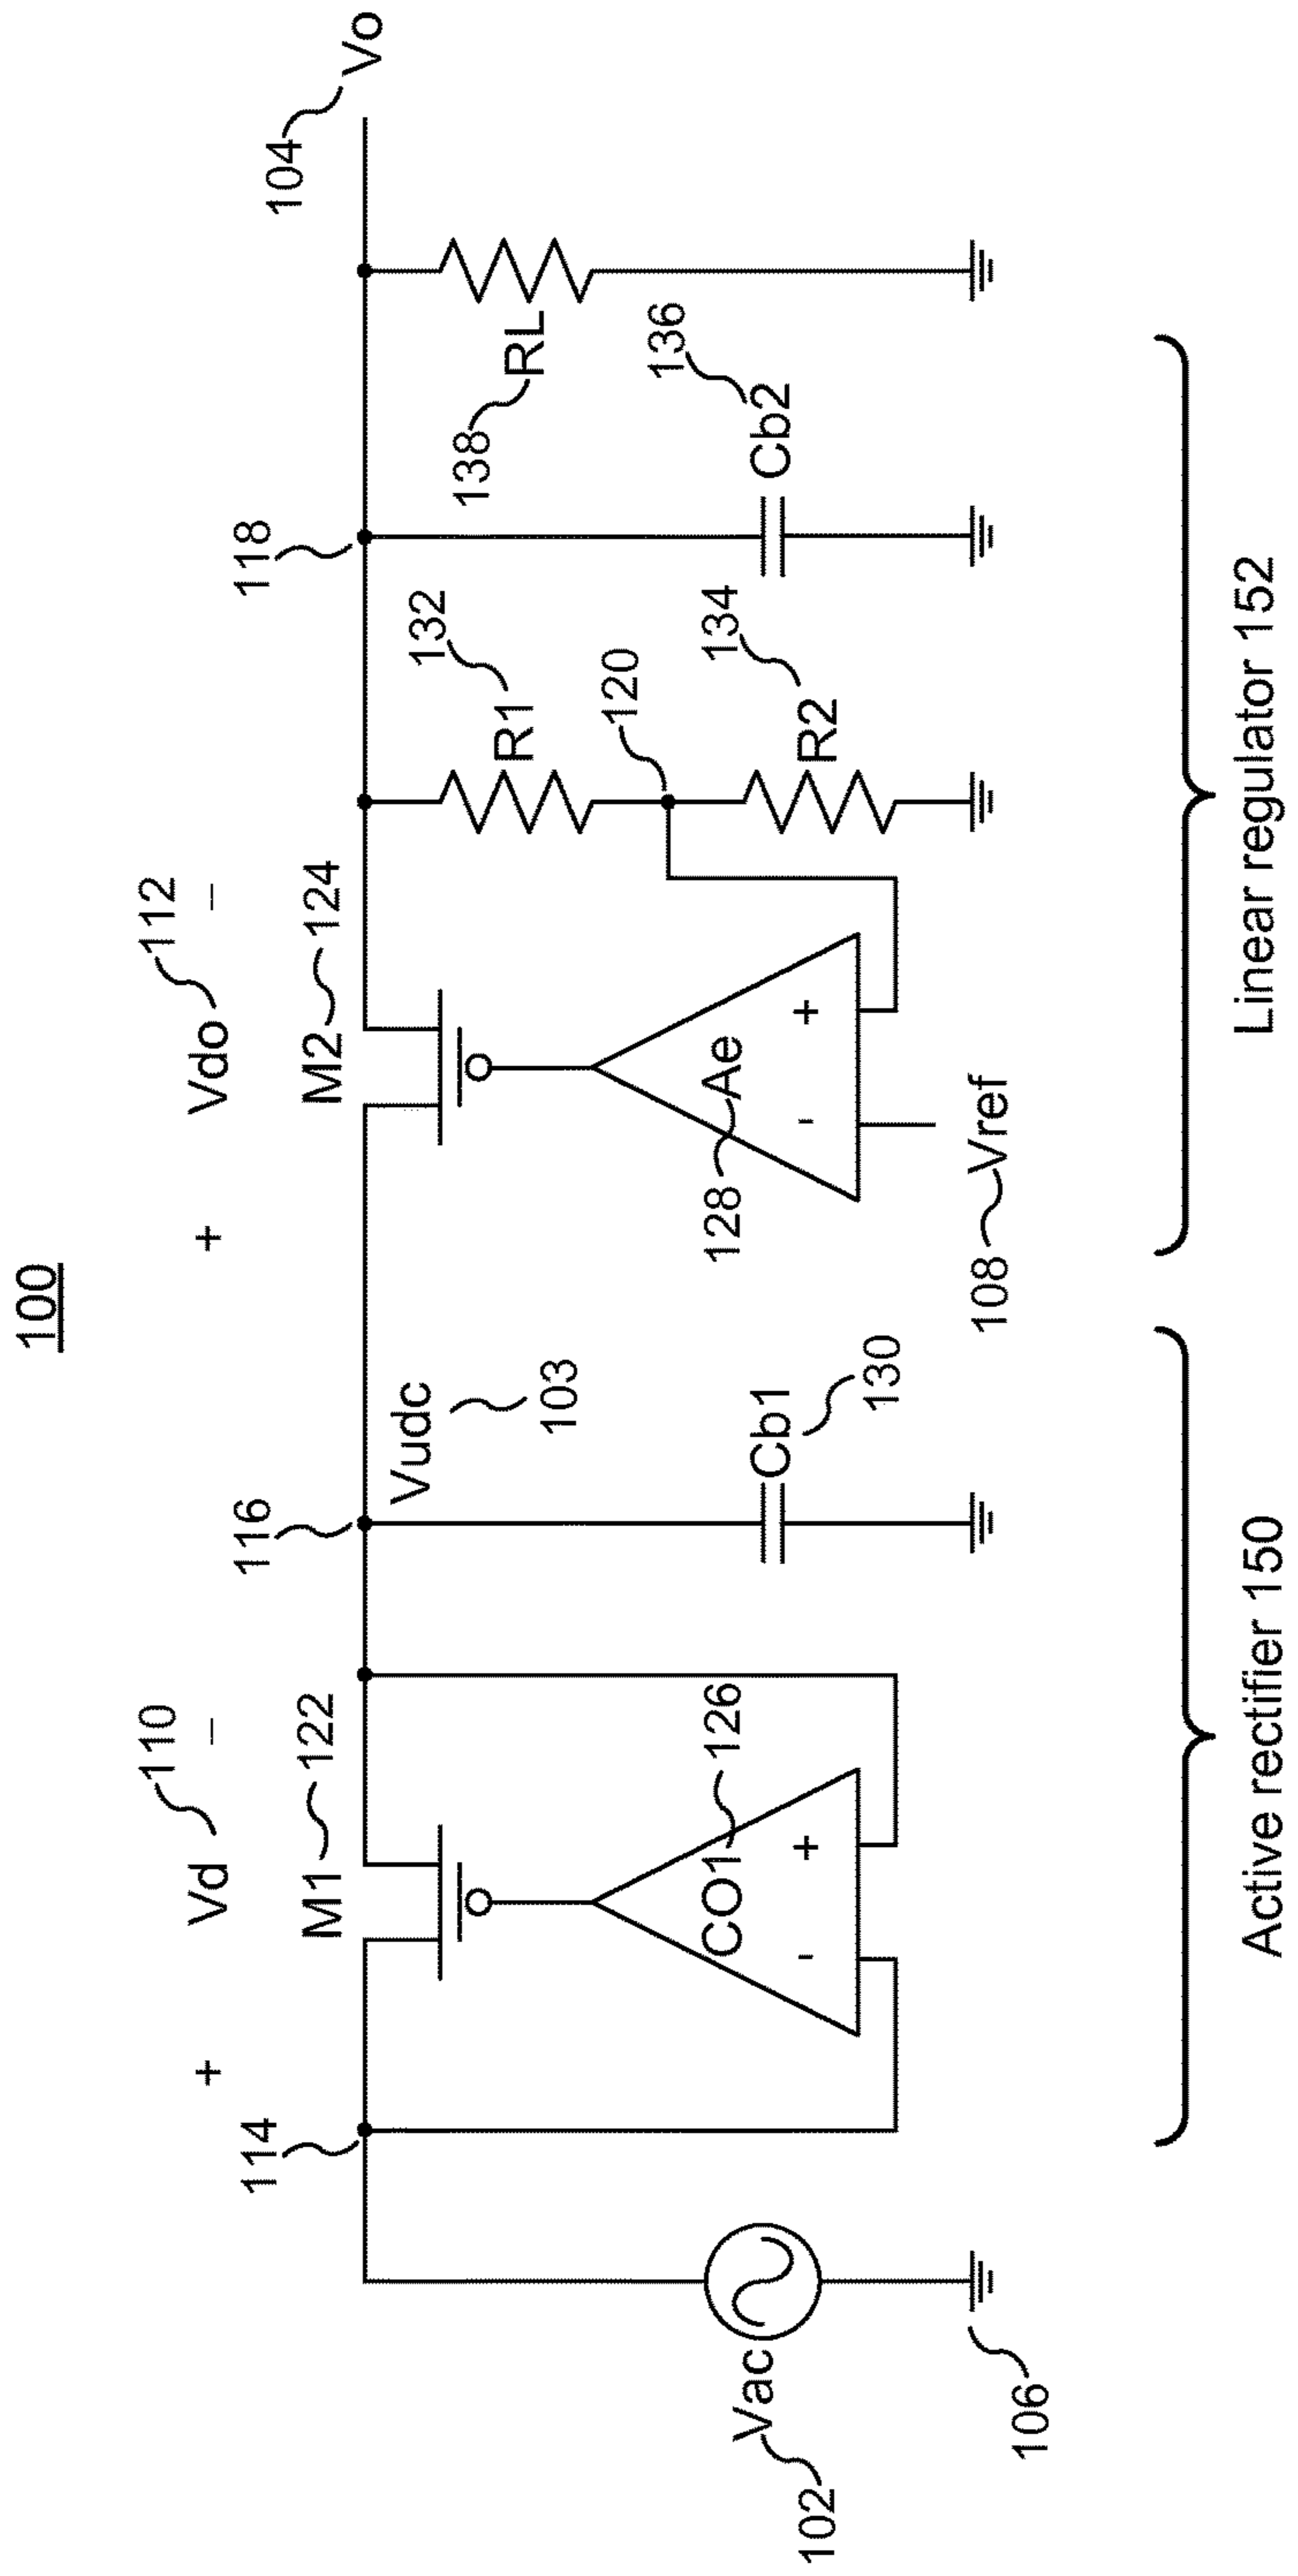 100
110
112
Vd
Vdo
+
–
+
–
104
Vo
114
M1
122
116
M2
124
118
Vudc
103
R1
132
138
RL
120
CO1
126
128
Ae
-
+
-
+
102
Vac
Cb1
130
R2
134
Cb2
136
106
108
Vref
Active rectifier 150
Linear regulator 152